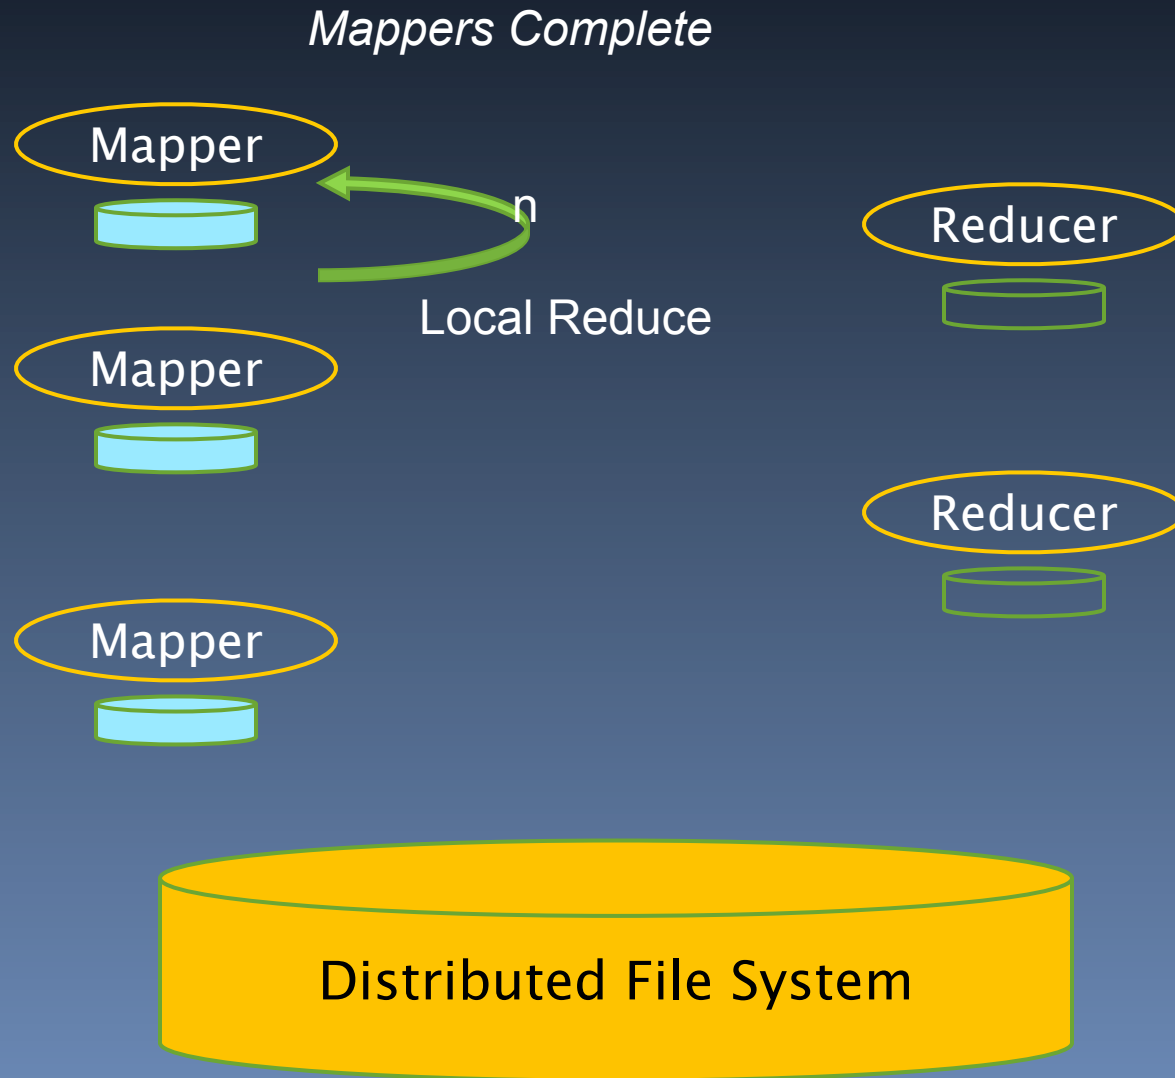 Mappers Complete
Mapper
n
Reducer
Local Reduce
Mapper
Reducer
Mapper
Distributed File System